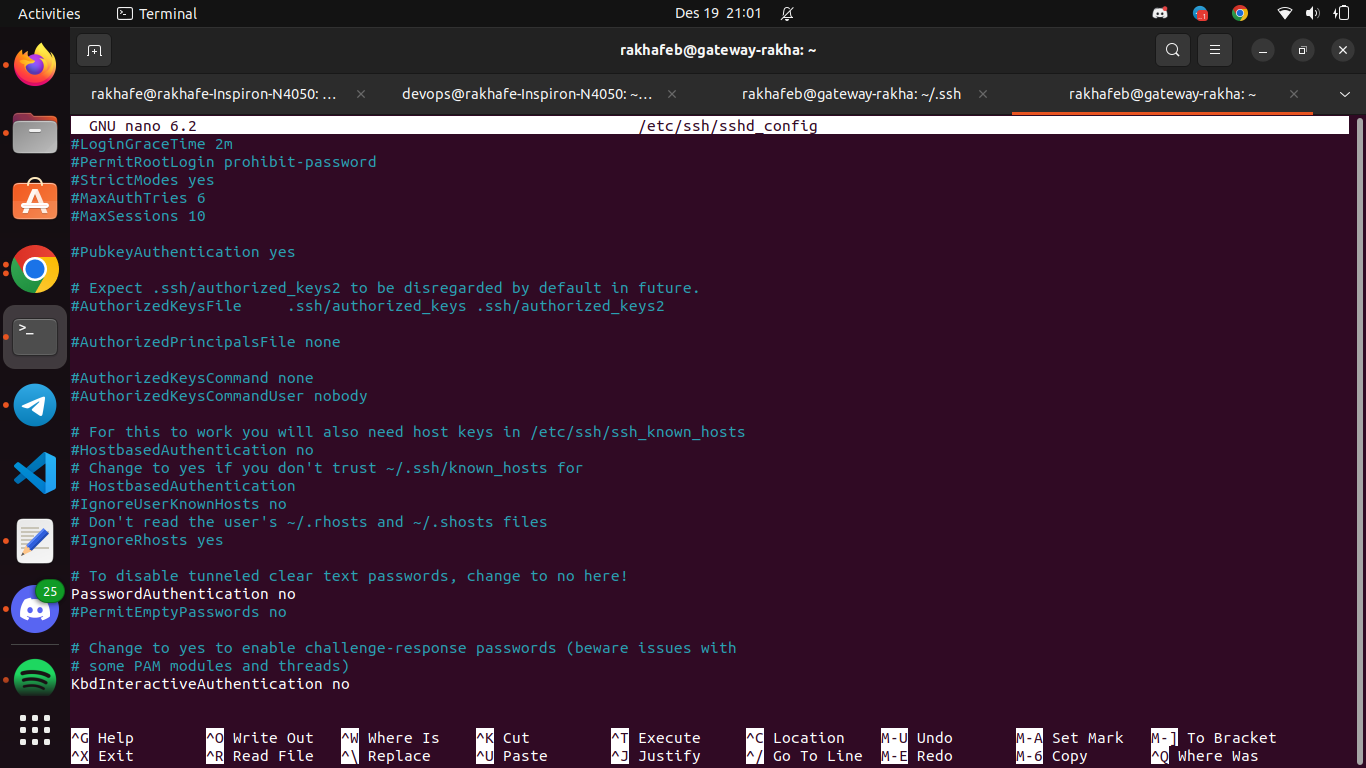 Activities Terminal Des 19 21:01
rakhafeb@gateway-rakha: ~
rakhafe@rakhafe-Inspiron-N4050: ... devops@rakhafe-Inspiron-N4050: ~... rakhafeb@gateway-rakha: ~/.ssh rakhafeb@gateway-rakha: ~
GNU nano 6.2 /etc/ssh/sshd_config
#LoginGraceTime 2m
#PermitRootLogin prohibit-password
#StrictModes yes
#MaxAuthTries 6
#MaxSessions 10
#PubkeyAuthentication yes
# Expect .ssh/authorized_keys2 to be disregarded by default in future.
#AuthorizedKeysFile .ssh/authorized_keys .ssh/authorized_keys2
#AuthorizedPrincipalsFile none
#AuthorizedKeysCommand none
#AuthorizedKeysCommandUser nobody
# For this to work you will also need host keys in /etc/ssh/ssh_known_hosts
#HostbasedAuthentication no
# Change to yes if you don't trust ~/.ssh/known_hosts for
# HostbasedAuthentication
#IgnoreUserKnownHosts no
# Don't read the user's ~/.rhosts and ~/.shosts files
#IgnoreRhosts yes
# To disable tunneled clear text passwords, change to no here!
PasswordAuthentication no
#PermitEmptyPasswords no
# Change to yes to enable challenge-response passwords (beware issues with
# some PAM modules and threads)
KbdInteractiveAuthentication no
^G Help ^O Write Out ^W Where Is ^K Cut ^T Execute ^C Location M-U Undo M-A Set Mark M-] To Bracket
^X Exit ^R Read File ^\ Replace ^U Paste ^J Justify ^/ Go To Line M-E Redo M-6 Copy ^Q Where Was
25